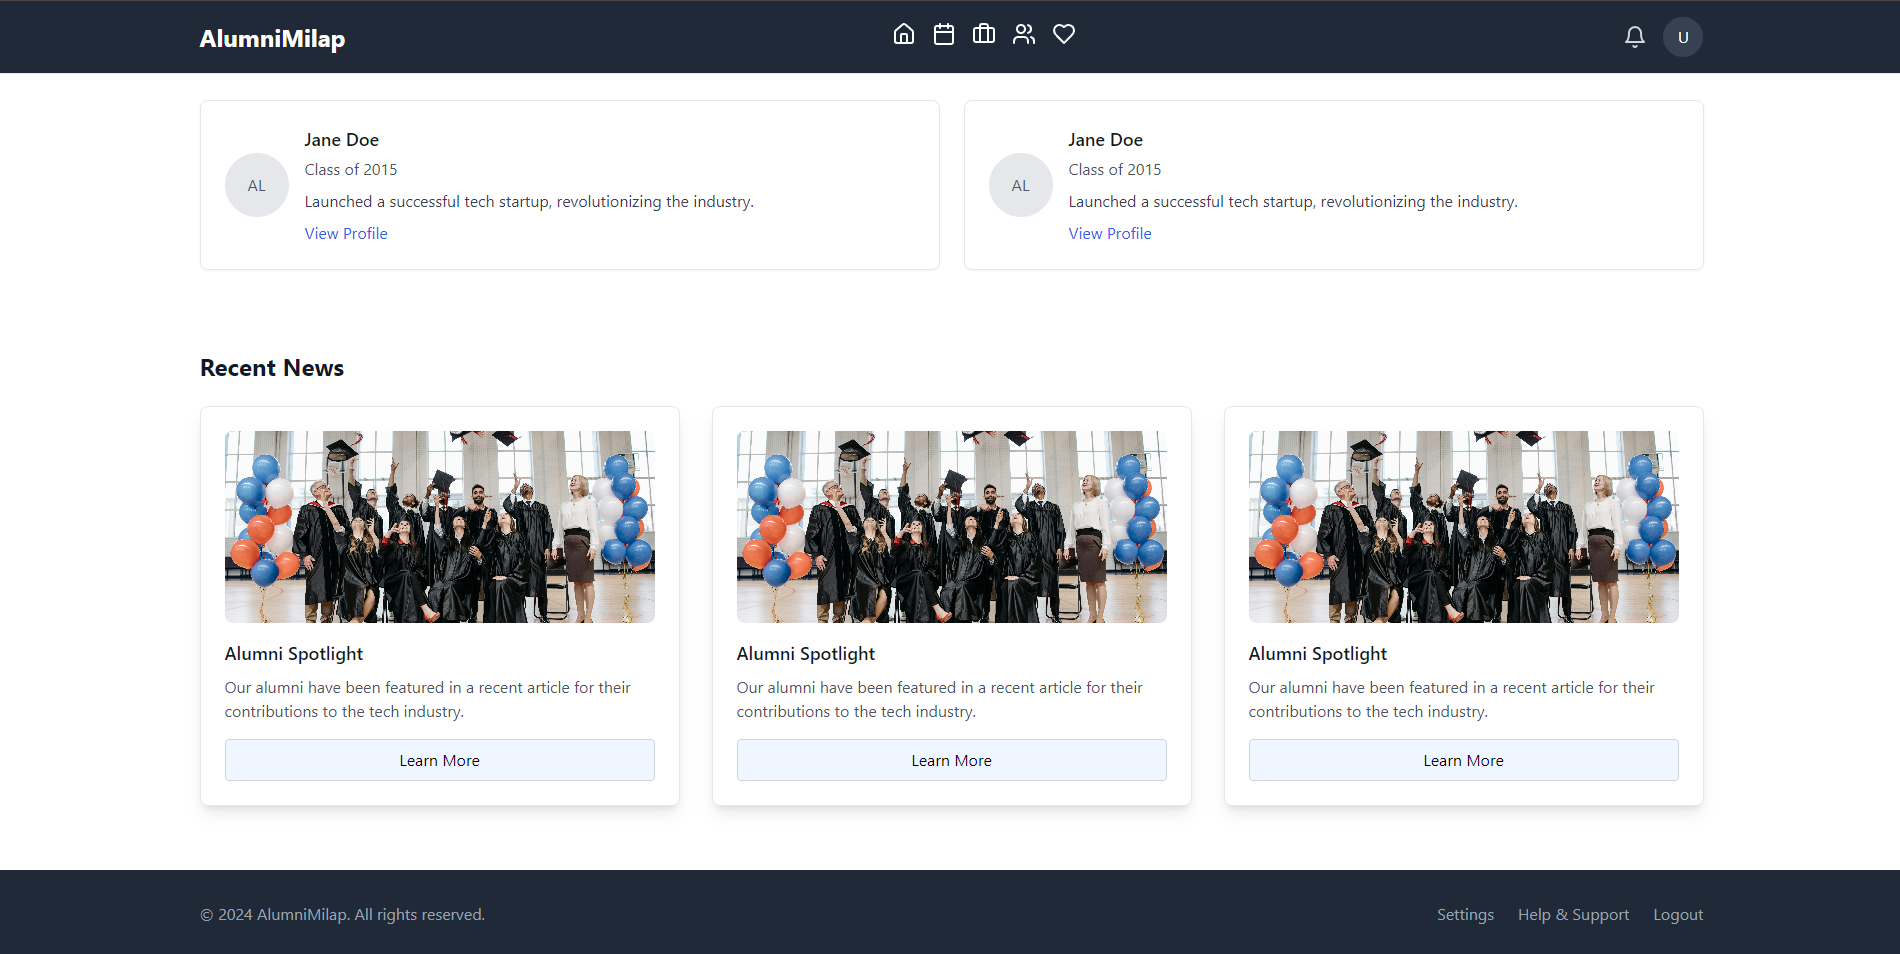 AlumniMilap
U
Jane Doe
Class of 2015
AL
Launched a successful tech startup, revolutionizing the industry.
View Profile
Jane Doe
Class of 2015
AL
Launched a successful tech startup, revolutionizing the industry.
View Profile
Recent News
Alumni Spotlight
Our alumni have been featured in a recent article for their
contributions to the tech industry.
Learn More
Alumni Spotlight
Our alumni have been featured in a recent article for their
contributions to the tech industry.
Learn More
Alumni Spotlight
Our alumni have been featured in a recent article for their
contributions to the tech industry.
Learn More
© 2024 AlumniMilap. All rights reserved.
Settings
Help & Support
Logout